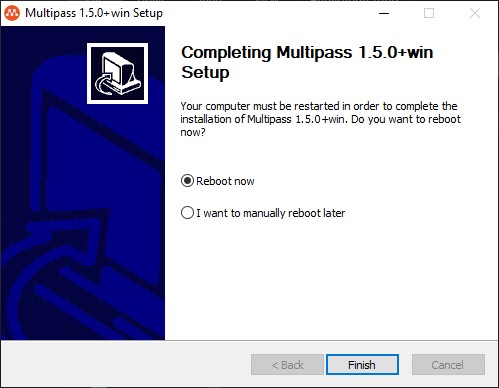 Multipass 1.5.0+win Setup
Completing Multipass 1.5.0+win
Setup
Your computer must be restarted in order to complete the
installation of Multipass 1.5.0+win. Do you want to reboot
now?
Reboot now
I want to manually reboot later
< Back
Finish
Cancel